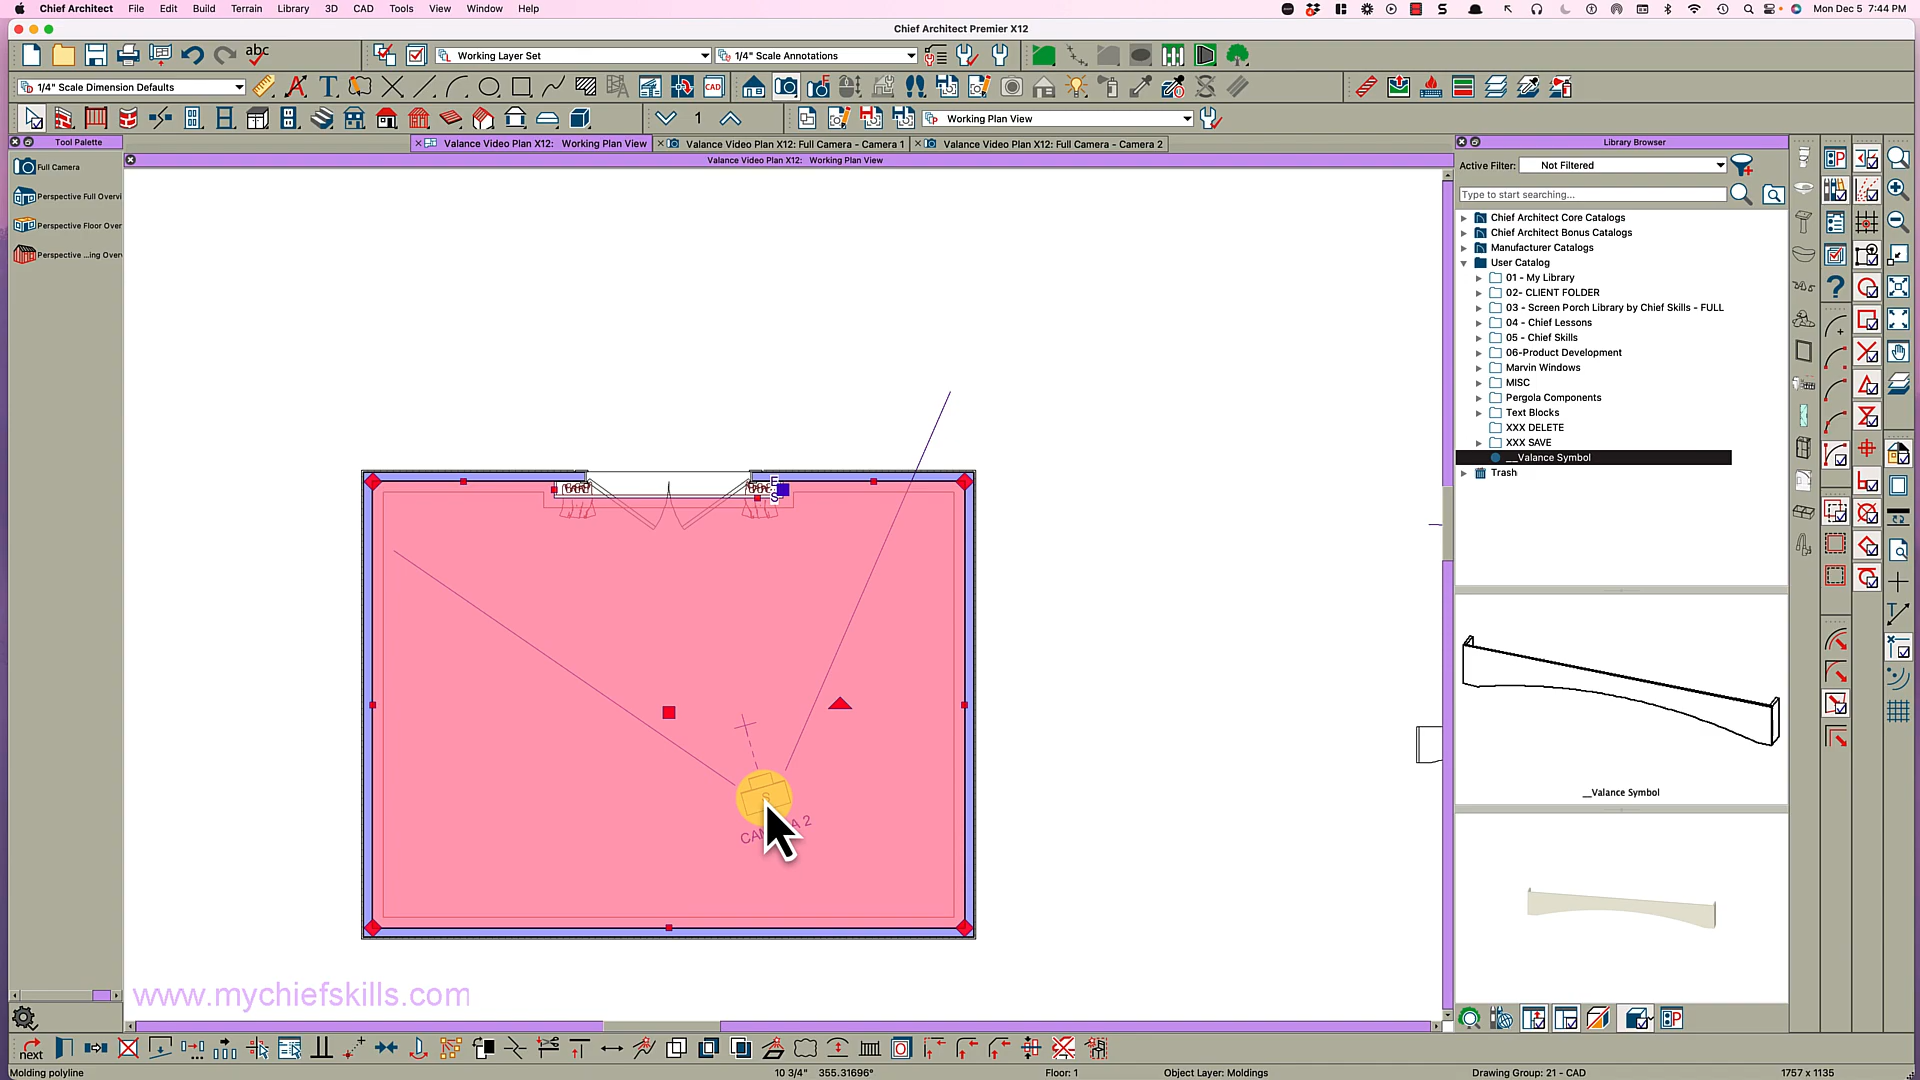 Chief Architect File Edit Build Terrain Library 3D CAD Tools View Window Help Mon Dec 5 7:44 PM
Chief Architect Premier X12
abc Working Layer Set 1/4" Scale Annotations
1/4" Scale Dimension Defaults CAD
1 Working Plan View
Tool Palette
Valance Video Plan X12: Working Plan View
Valance Video Plan X12: Full Camera - Camera 1
Valance Video Plan X12: Full Camera - Camera 2
Valance Video Plan X12: Working Plan View
Full Camera
Perspective Full Overvi
Perspective Floor Over
Perspective ...ing Over
E
S
S
www.mychiefskills.com
Library Browser
Active Filter: Not Filtered
Type to start searching...
Chief Architect Core Catalogs
Chief Architect Bonus Catalogs
Manufacturer Catalogs
User Catalog
01 - My Library
02- CLIENT FOLDER
03 - Screen Porch Library by Chief Skills - FULL
04 - Chief Lessons
05 - Chief Skills
06-Product Development
Marvin Windows
MISC
Pergola Components
Text Blocks
XXX DELETE
XXX SAVE
__Valance Symbol
Trash
__Valance Symbol
next
Molding polyline 10 3/4" 355.31696° Floor: 1 Object Layer: Moldings Drawing Group: 21 - CAD 1757 x 1135